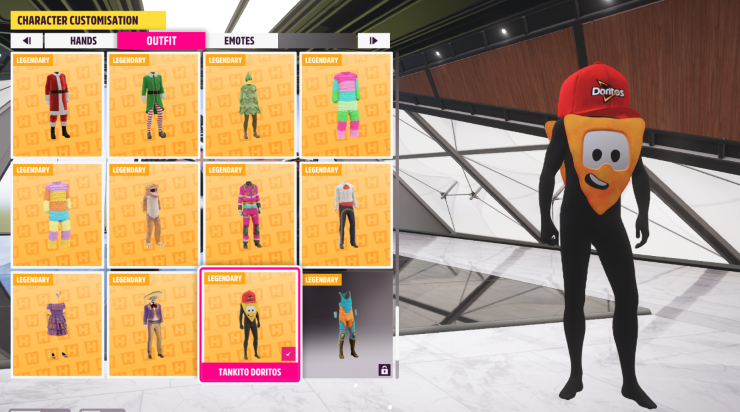 CHARACTER CUSTOMISATION
HANDS
OUTFIT
EMOTES
LEGENDARY
LEGENDARY
LEGENDARY
LEGENDARY
LEGENDARY
LEGENDARY
LEGENDARY
LEGENDARY
LEGENDARY
LEGENDARY
LEGENDARY
LEGENDARY
TANKITO DORITOS
Doritos